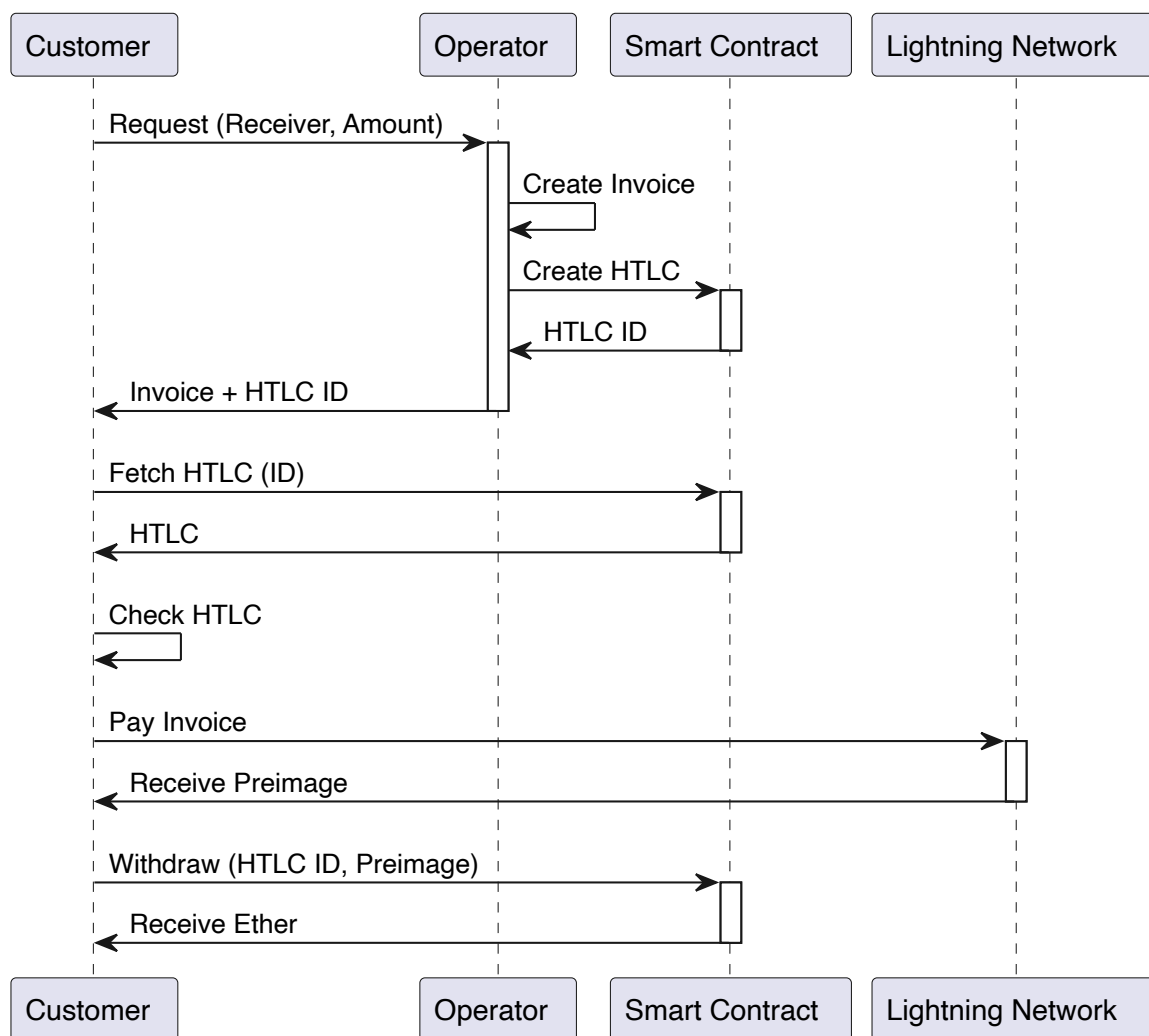 Customer
Operator
Smart Contract
Lightning Network
Request (Receiver, Amount)
Create Invoice
Create HTLC
HTLC ID
Invoice + HTLC ID
Fetch HTLC (ID)
HTLC
Check HTLC
Pay Invoice
Receive Preimage
Withdraw (HTLC ID, Preimage)
Receive Ether
Customer
Operator
Smart Contract
Lightning Network